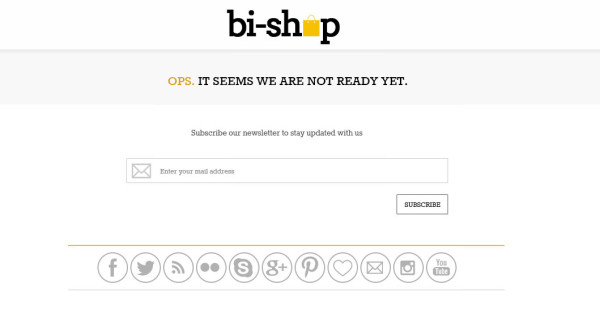 bi-shop
OPS. IT SEEMS WE ARE NOT READY YET.
Subscribe our newsletter to stay updated with us
Enter your mail address
SUBSCRIBE
f S g+ You Tube